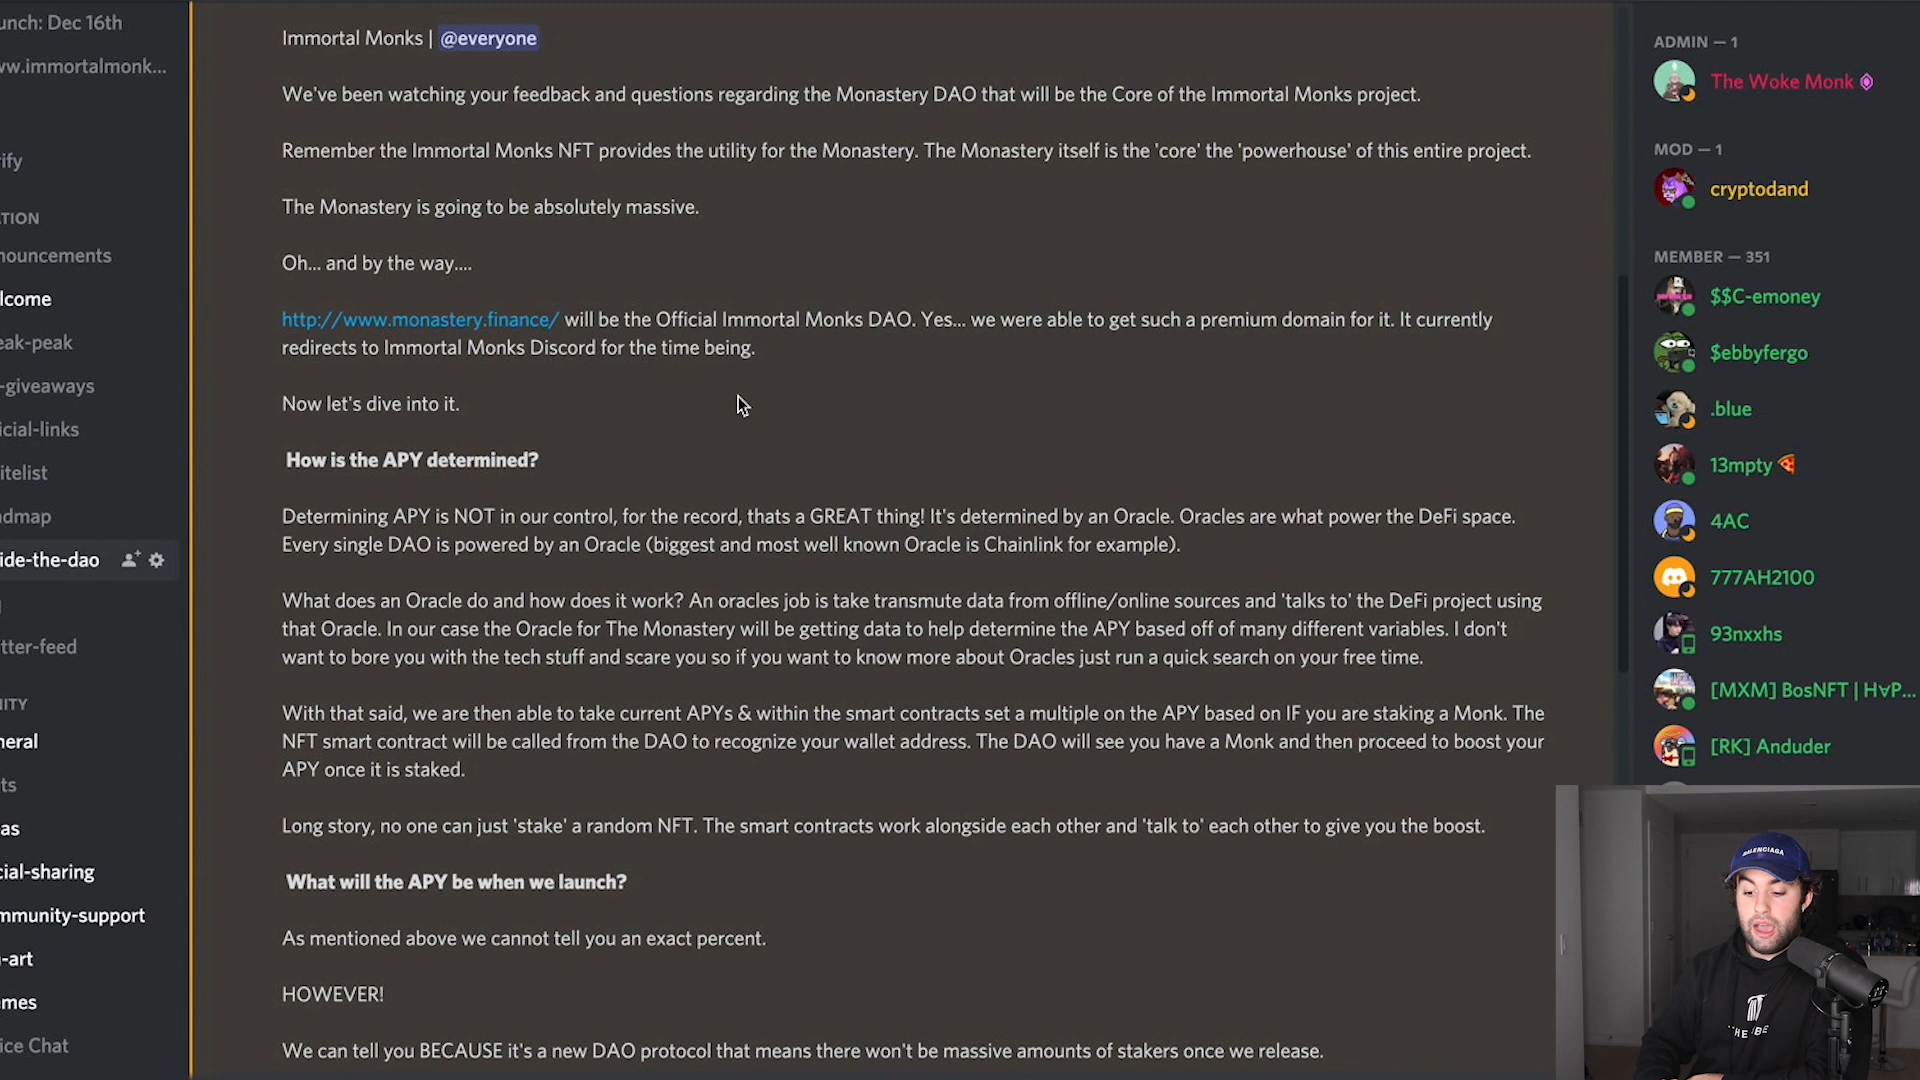 unch: Dec 16th
ww.immortalmonk...
rify
ATION
nouncements
lcome
eak-peak
-giveaways
icial-links
itelist
admap
ide-the-dao
tter-feed
NITY
neral
ts
as
cial-sharing
mmunity-support
-art
emes
ice Chat
Immortal Monks | @everyone
We've been watching your feedback and questions regarding the Monastery DAO that will be the Core of the Immortal Monks project.
Remember the Immortal Monks NFT provides the utility for the Monastery. The Monastery itself is the 'core' the 'powerhouse' of this entire project.
The Monastery is going to be absolutely massive.
Oh... and by the way....
http://www.monastery.finance/ will be the Official Immortal Monks DAO. Yes... we were able to get such a premium domain for it. It currently
redirects to Immortal Monks Discord for the time being.
Now let's dive into it.
How is the APY determined?
Determining APY is NOT in our control, for the record, thats a GREAT thing! It's determined by an Oracle. Oracles are what power the DeFi space.
Every single DAO is powered by an Oracle (biggest and most well known Oracle is Chainlink for example).
What does an Oracle do and how does it work? An oracles job is take transmute data from offline/online sources and 'talks to' the DeFi project using
that Oracle. In our case the Oracle for The Monastery will be getting data to help determine the APY based off of many different variables. I don't
want to bore you with the tech stuff and scare you so if you want to know more about Oracles just run a quick search on your free time.
With that said, we are then able to take current APYs & within the smart contracts set a multiple on the APY based on IF you are staking a Monk. The
NFT smart contract will be called from the DAO to recognize your wallet address. The DAO will see you have a Monk and then proceed to boost your
APY once it is staked.
Long story, no one can just 'stake' a random NFT. The smart contracts work alongside each other and 'talk to' each other to give you the boost.
What will the APY be when we launch?
As mentioned above we cannot tell you an exact percent.
HOWEVER!
We can tell you BECAUSE it's a new DAO protocol that means there won't be massive amounts of stakers once we release.
ADMIN — 1
The Woke Monk
MOD — 1
cryptodand
MEMBER — 351
$$C-emoney
$ebbyfergo
.blue
13mpty
4AC
777AH2100
93nxxhs
[MXM] BosNFT | H∀P...
[RK] Anduder
BALENCIAGA